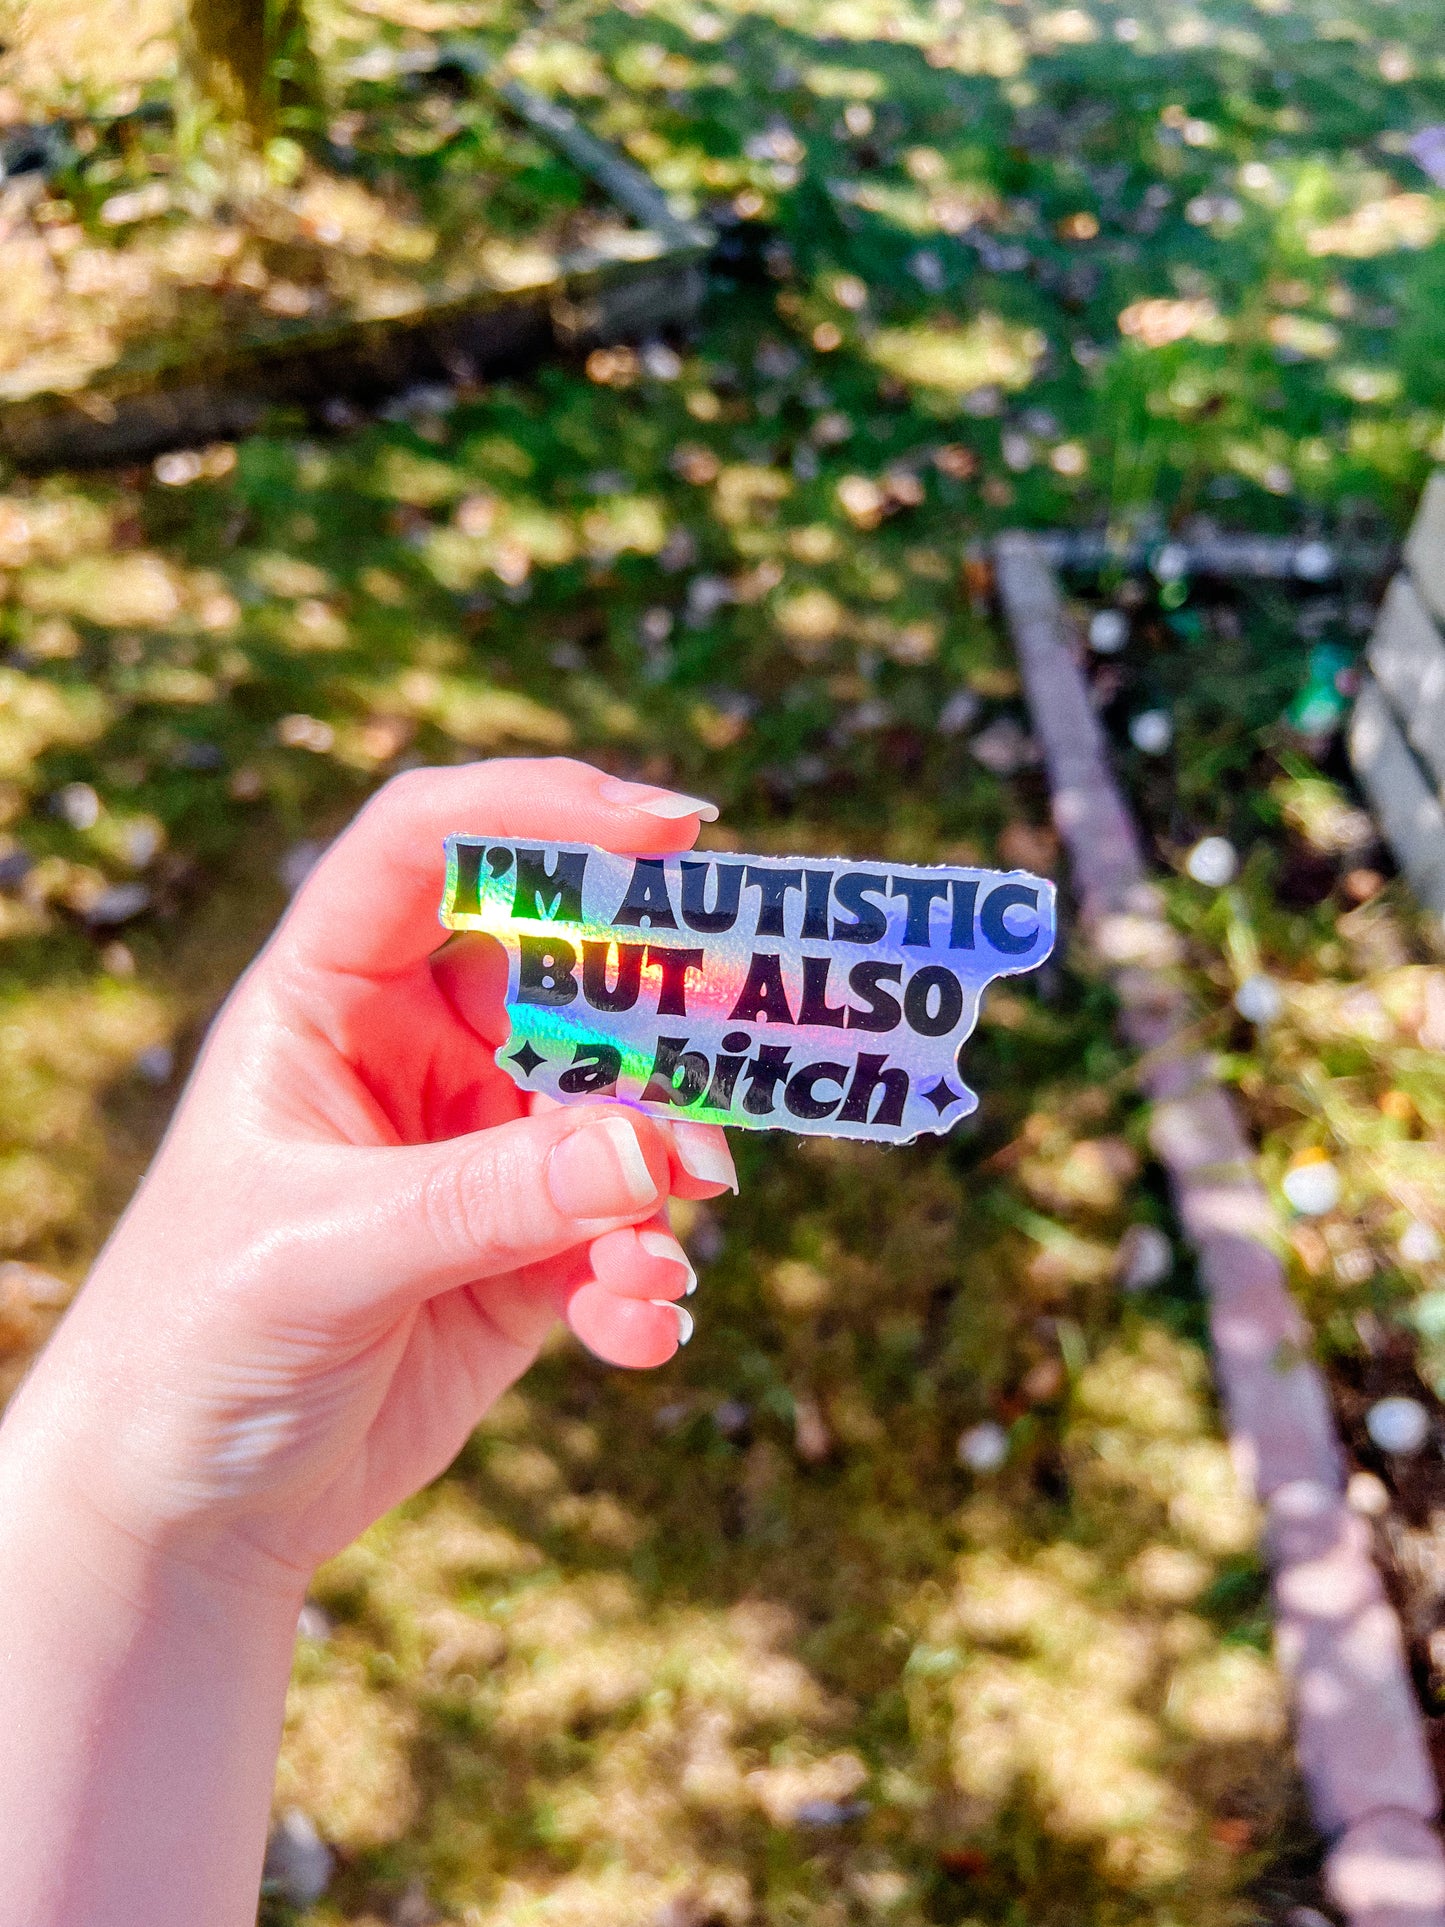 I'M AUTISTIC
BUT ALSO
a bitch